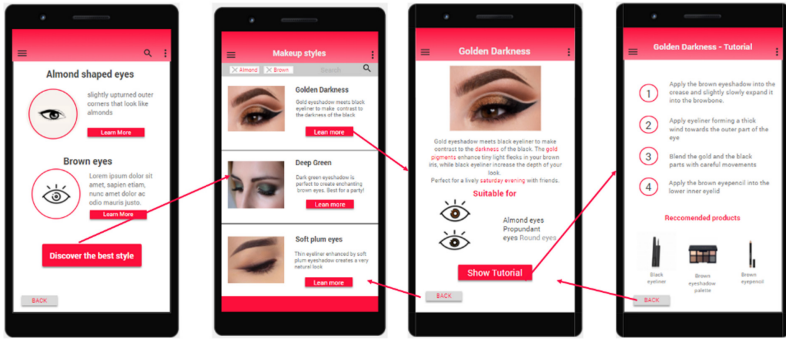 Almond shaped eyes
slightly upturned outer
corners that look like
almonds
Learn More
Brown eyes
Lorem ipsum dolor sit
amet, sapien etiam,
nunc amet dolor ac
odio mauris justo.
Learn More
Discover the best style
BACK
Makeup styles
Almond
Brown
Search
Golden Darkness
Gold eyeshadow meets black
eyeliner to make contrast to
the darkness of the black
Lean more
Deep Green
Dark green eyeshadow is
perfect to create enchanting
brown eyes. Best for a party!
Learn more
Soft plum eyes
Thin eyeliner enhanced by soft
plum eyeshadow creates a very
natural look
Lean more
Golden Darkness
Gold eyeshadow meets black eyeliner to make
contrast to the darkness of the black. The gold
pigments enhance tiny light flecks in your brown
iris, while black eyeliner increase the depth of your
look.
Perfect for a lively saturday evening with friends.
Suitable for
Almond eyes
Propundant
eyes Round eyes
Show Tutorial
BACK
Golden Darkness - Tutorial
1
Apply the brown eyeshadow into the
crease and slightly slowly expand it
into the browbone.
2
Apply eyeliner forming a thick
wind towards the outer part of the
eye
3
Blend the gold and the black
parts with careful movements
4
Apply the brown eyepencil into the
lower inner eyelid
Reccomended products
Black
eyeliner
Brown
eyeshadow
palette
Brown
eyepencil
BACK